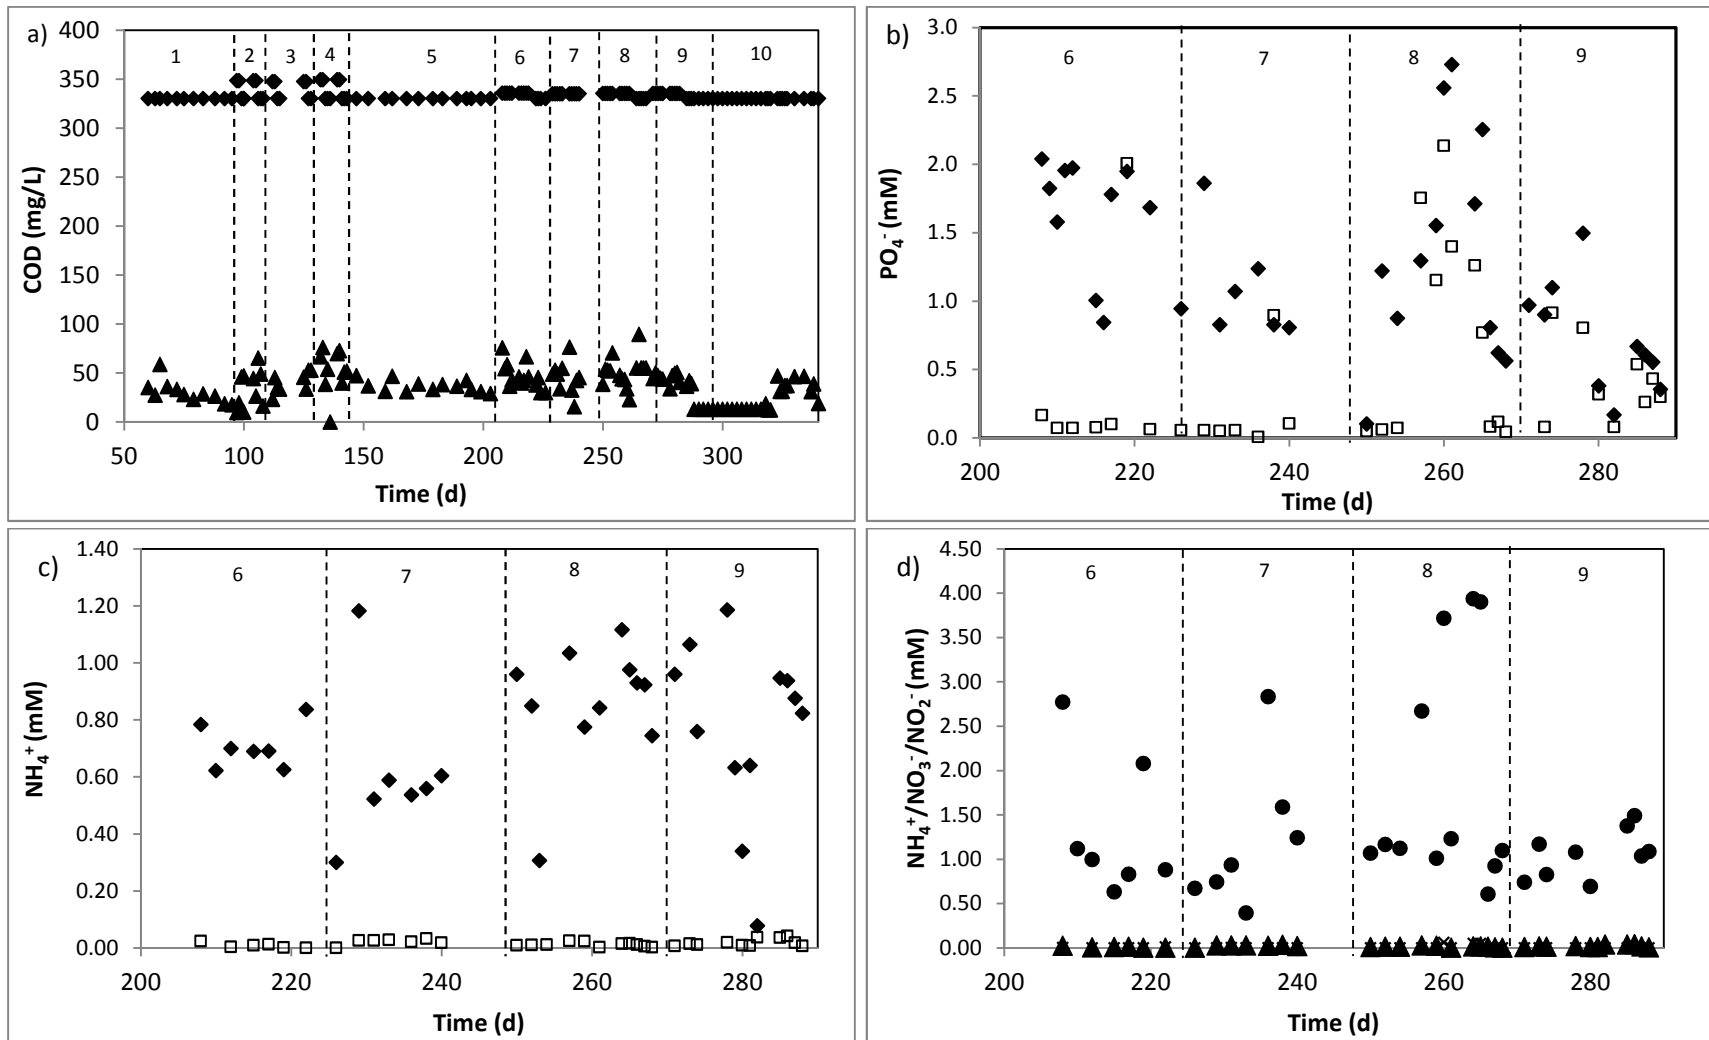 a)
400
350
300
250
200
150
100
50
0
COD (mg/L)
1 2 3 4 5 6 7 8 9 10
50 100 150 200 250 300
Time (d)
b)
3.0
2.5
2.0
1.5
1.0
0.5
0.0
PO₄⁻ (mM)
6 7 8 9
200 220 240 260 280
Time (d)
c)
1.40
1.20
1.00
0.80
0.60
0.40
0.20
0.00
NH₄⁺ (mM)
6 7 8 9
200 220 240 260 280
Time (d)
d)
4.50
4.00
3.50
3.00
2.50
2.00
1.50
1.00
0.50
0.00
NH₄⁺/NO₃⁻/NO₂⁻ (mM)
6 7 8 9
200 220 240 260 280
Time (d)